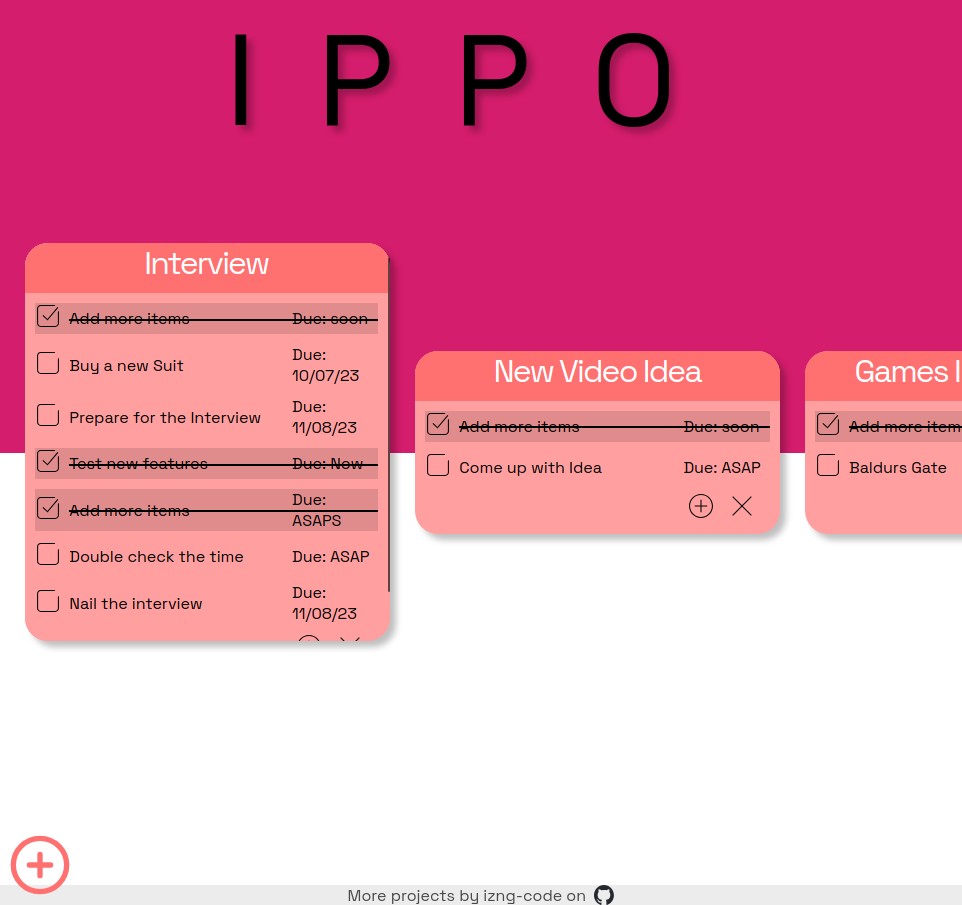 I P P O
Interview
Add more items Due: soon
Buy a new Suit Due:
10/07/23
Prepare for the Interview Due:
11/08/23
Test new features Due: Now
Add more items Due:
ASAPS
Double check the time Due: ASAP
Nail the interview Due:
11/08/23
New Video Idea
Add more items Due: soon
Come up with Idea Due: ASAP
Games I
Add more item
Baldurs Gate
More projects by izng-code on